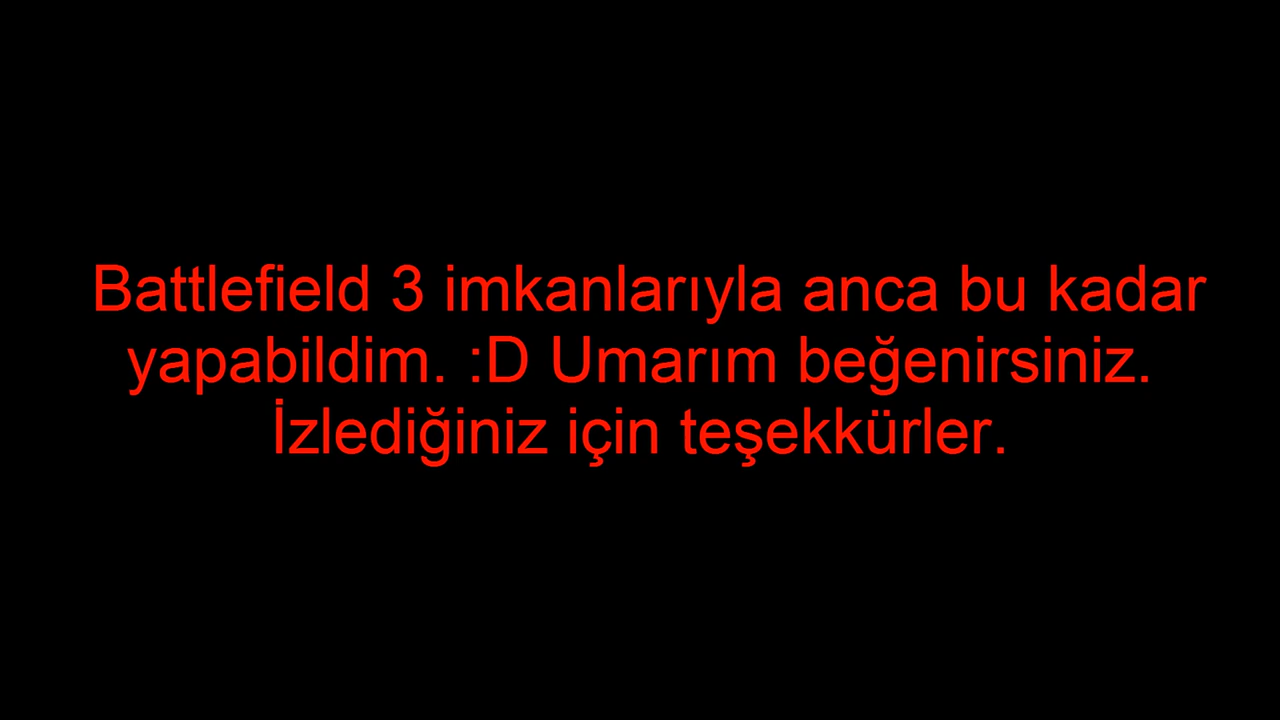 Battlefield 3 imkanlarıyla anca bu kadar
yapabildim. :D Umarım beğenirsiniz.
İzlediğiniz için teşekkürler.